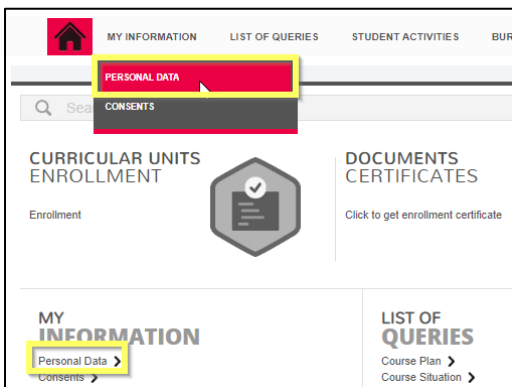 MY INFORMATION LIST OF QUERIES STUDENT ACTIVITIES
PERSONAL DATA
CONSENTS
CURRICULAR UNITS
ENROLLMENT
Enrollment
DOCUMENTS
CERTIFICATES
Click to get enrollment certificate
MY
INFORMATION
Personal Data
Consents
LIST OF
QUERIES
Course Plan
Course Situation